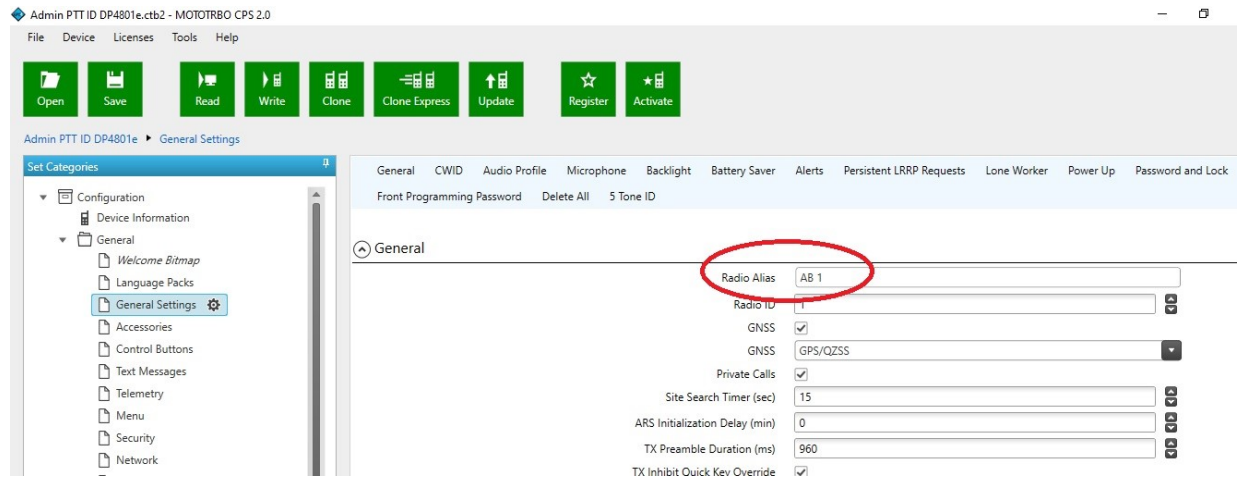 Admin PTT ID DP4801e.ctb2 - MOTOTRBO CPS 2.0
File Device Licenses Tools Help
Open Save Read Write Clone Clone Express Update Register Activate
Admin PTT ID DP4801e General Settings
Set Categories
Configuration
Device Information
General
Welcome Bitmap
Language Packs
General Settings
Accessories
Control Buttons
Text Messages
Telemetry
Menu
Security
Network
General CWID Audio Profile Microphone Backlight Battery Saver Alerts Persistent LRRP Requests Lone Worker Power Up Password and Lock
Front Programming Password Delete All 5 Tone ID
General
Radio Alias AB 1
Radio ID 1
GNSS
GNSS GPS/QZSS
Private Calls
Site Search Timer (sec) 15
ARS Initialization Delay (min) 0
TX Preamble Duration (ms) 960
TX Inhibit Quick Key Override